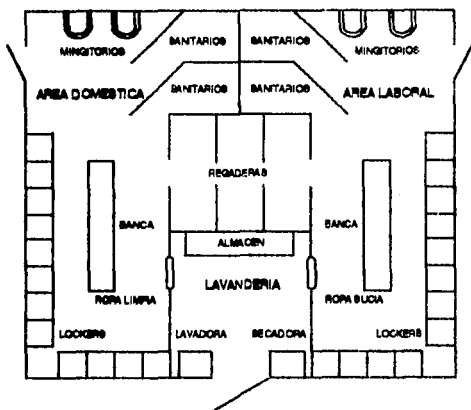 MINGITORIOS
SANITARIOS
SANITARIOS
MINGITORIOS
AREA DOMESTICA
SANITARIOS
SANITARIOS
AREA LABORAL
REGADERAS
BANCA
BANCA
ALMACEN
LAVANDERIA
ROPA LIMPIA
ROPA SUCIA
LOCKERS
LAVADORA
SECADORA
LOCKERS